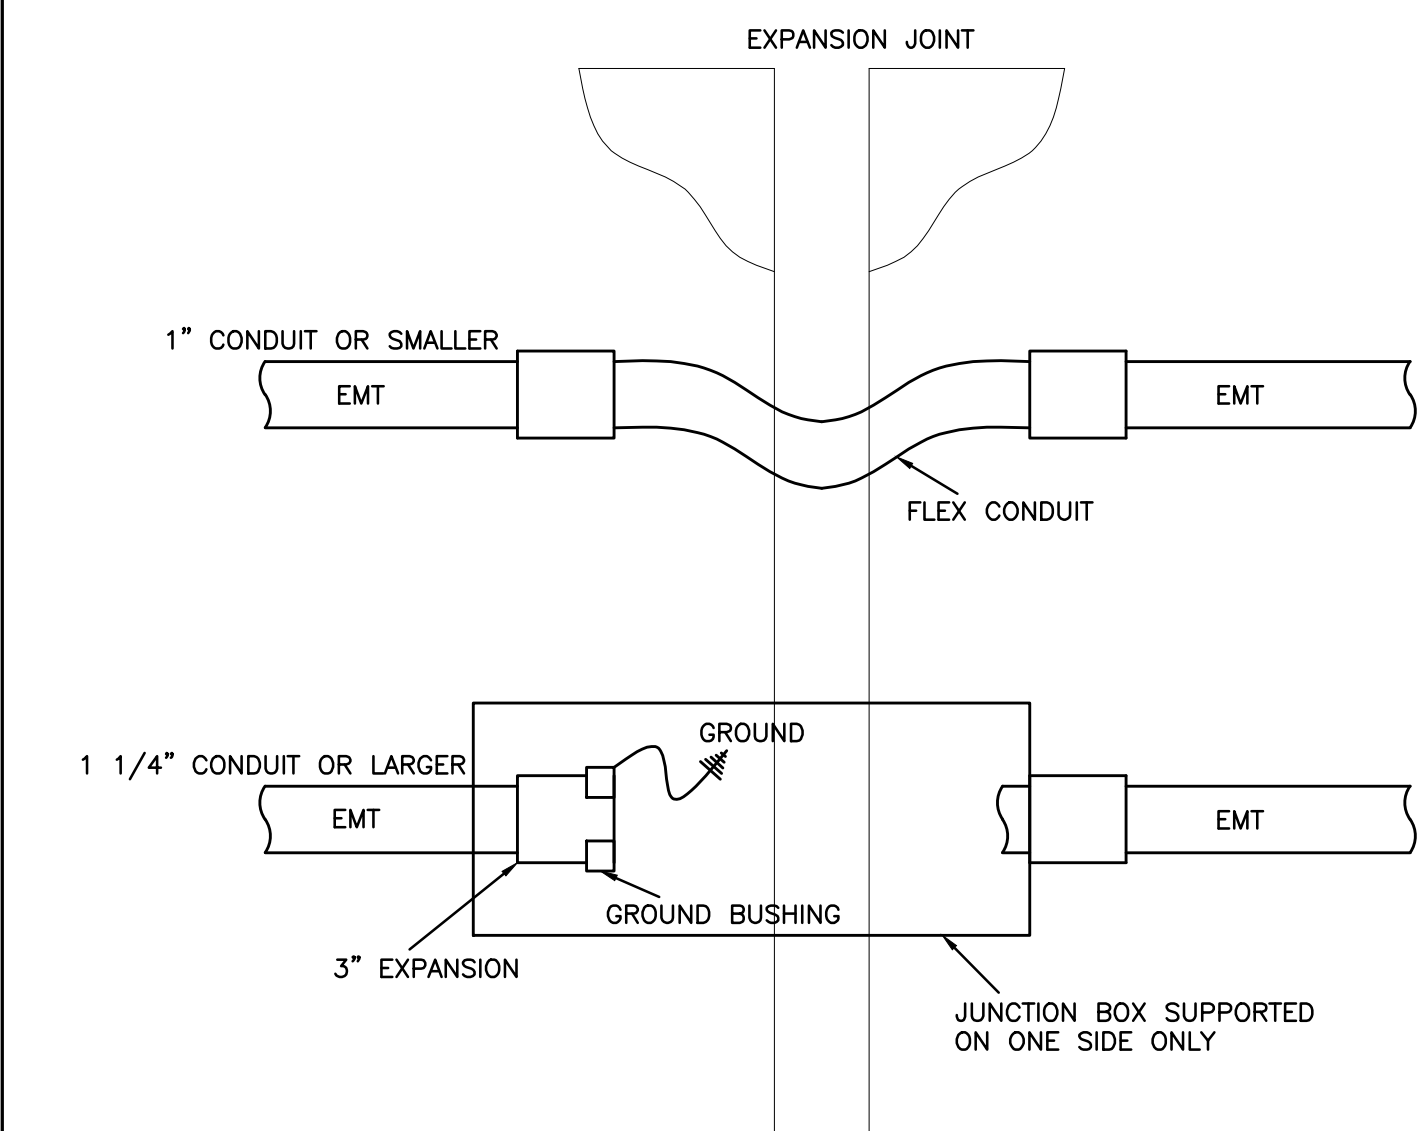 EXPANSION JOINT
1” CONDUIT OR SMALLER
EMT
EMT
FLEX CONDUIT
GROUND
1 1/4” CONDUIT OR LARGER
EMT
EMT
GROUND BUSHING
3” EXPANSION
JUNCTION BOX SUPPORTED
ON ONE SIDE ONLY